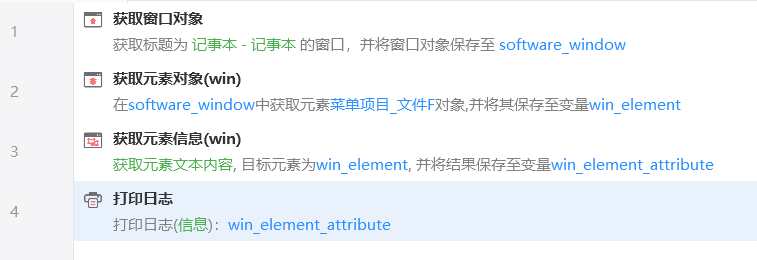 1
获取窗口对象
获取标题为 记事本 - 记事本 的窗口，并将窗口对象保存至 software_window
2
获取元素对象(win)
在software_window中获取元素菜单项目_文件F对象,并将其保存至变量win_element
3
获取元素信息(win)
获取元素文本内容, 目标元素为win_element, 并将结果保存至变量win_element_attribute
4
打印日志
打印日志(信息)：win_element_attribute